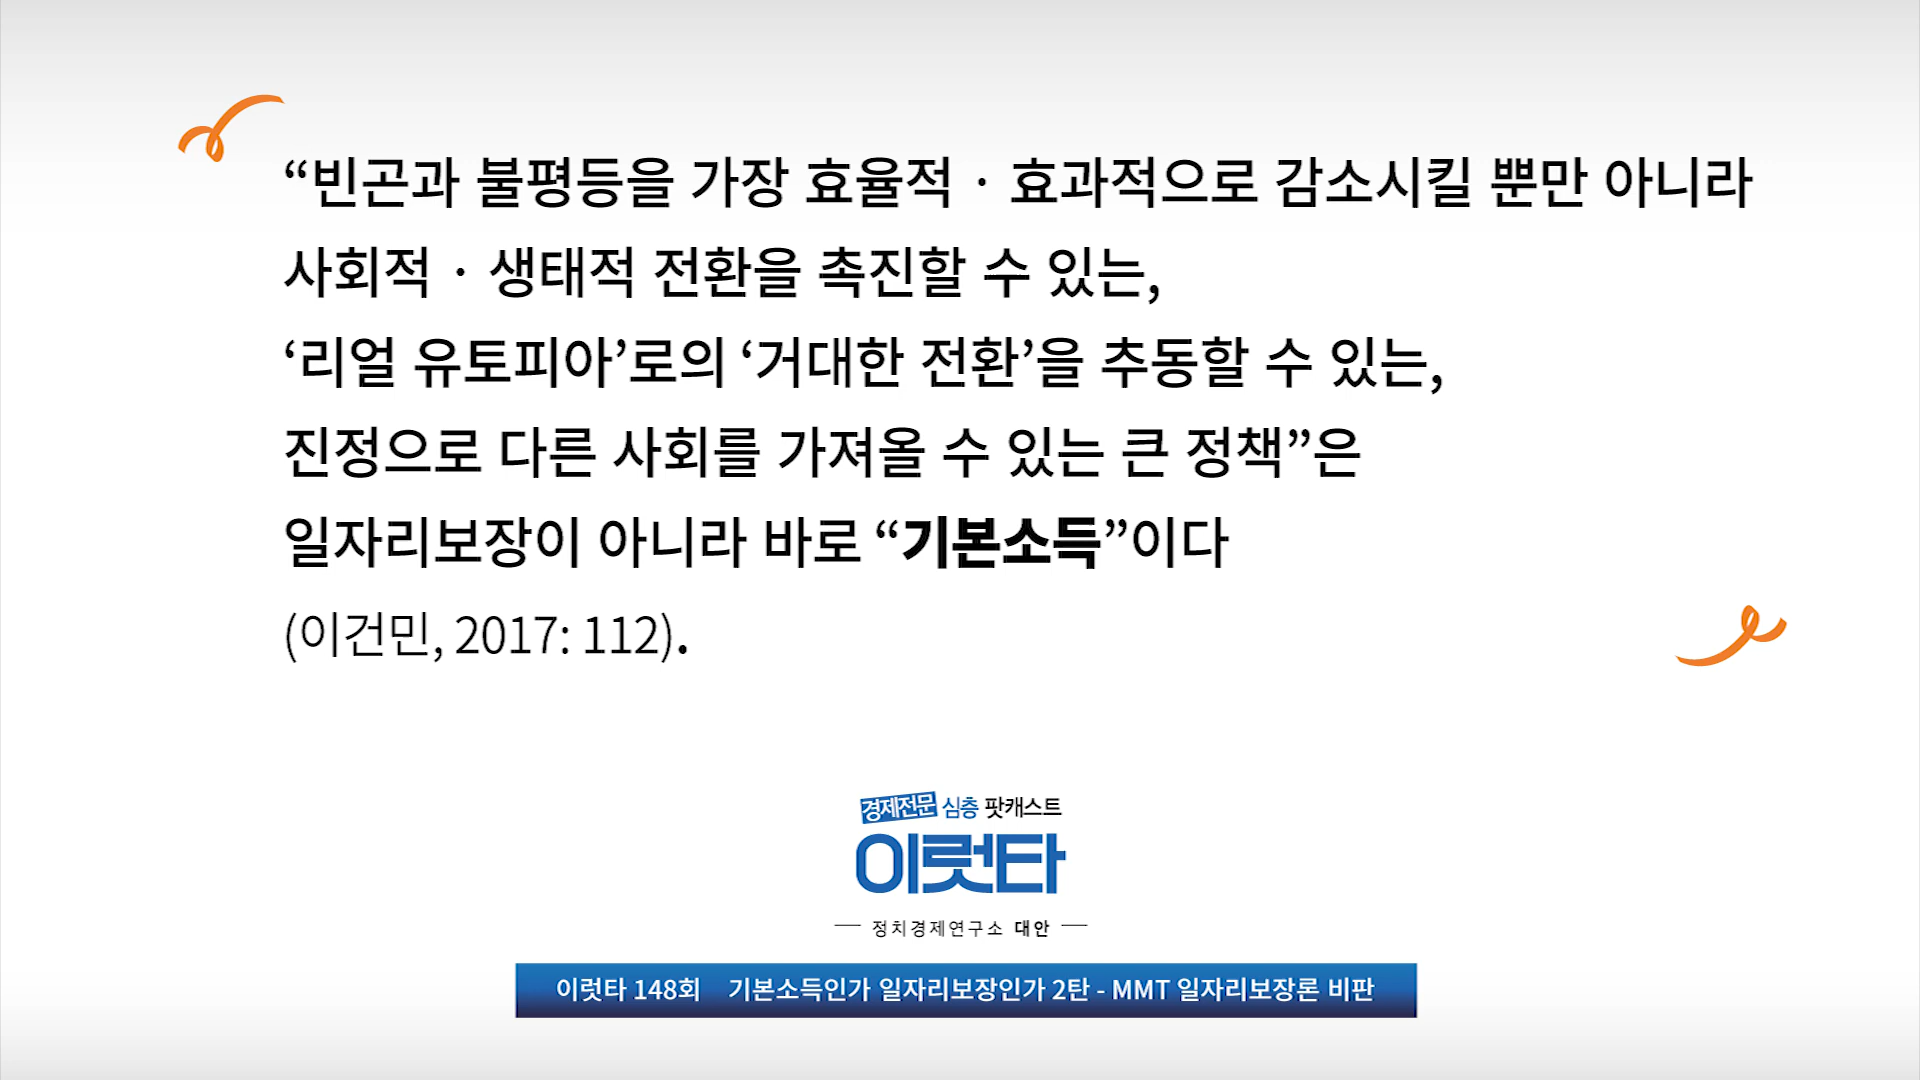 “빈곤과 불평등을 가장 효율적 · 효과적으로 감소시킬 뿐만 아니라
사회적 · 생태적 전환을 촉진할 수 있는,
‘리얼 유토피아’로의 ‘거대한 전환’을 추동할 수 있는,
진정으로 다른 사회를 가져올 수 있는 큰 정책”은
일자리보장이 아니라 바로 “기본소득”이다
(이건민, 2017: 112).
경제전문 심층 팟캐스트
이럿타
정치경제연구소 대안
이럿타 148회 기본소득인가 일자리보장인가 2탄 - MMT 일자리보장론 비판